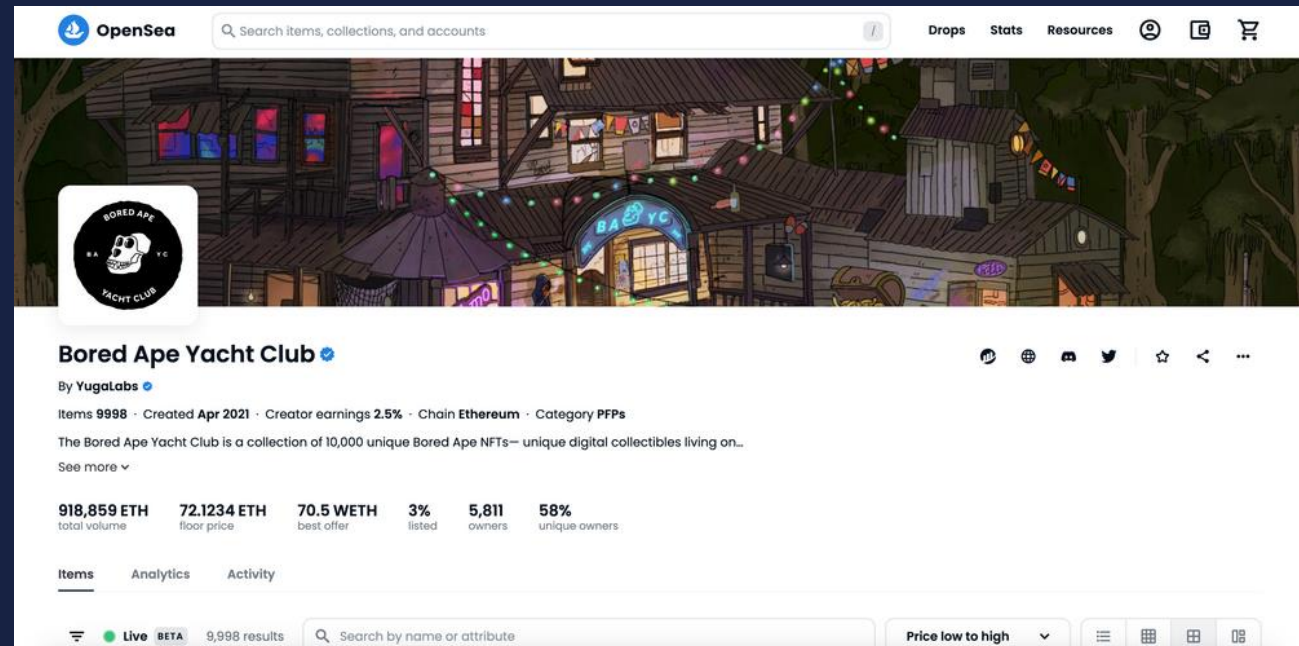 OpenSea
Search items, collections, and accounts
/
Drops Stats Resources
BA YC
BORED APE
BA YC
YACHT CLUB
Bored Ape Yacht Club
By YugaLabs
Items 9998 · Created Apr 2021 · Creator earnings 2.5% · Chain Ethereum · Category PFPs
The Bored Ape Yacht Club is a collection of 10,000 unique Bored Ape NFTs— unique digital collectibles living on…
See more
918,859 ETH 72.1234 ETH 70.5 WETH 3% 5,811 58%
total volume floor price best offer listed owners unique owners
Items Analytics Activity
Live BETA 9,998 results Search by name or attribute Price low to high